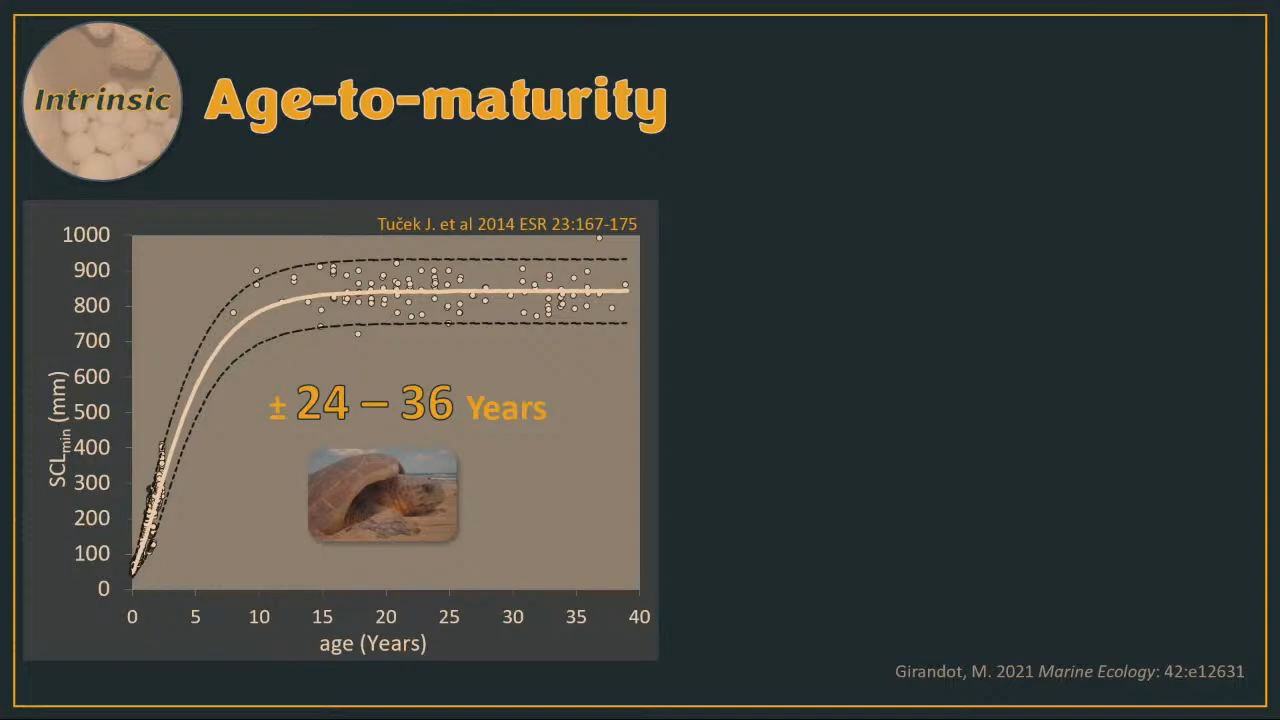 Intrinsic
Age-to-maturity
Tuček J. et al 2014 ESR 23:167-175
1000
900
800
700
600
500
400
300
200
100
0
SCLmin (mm)
± 24 – 36 Years
0 5 10 15 20 25 30 35 40
age (Years)
Girandot, M. 2021 Marine Ecology: 42:e12631